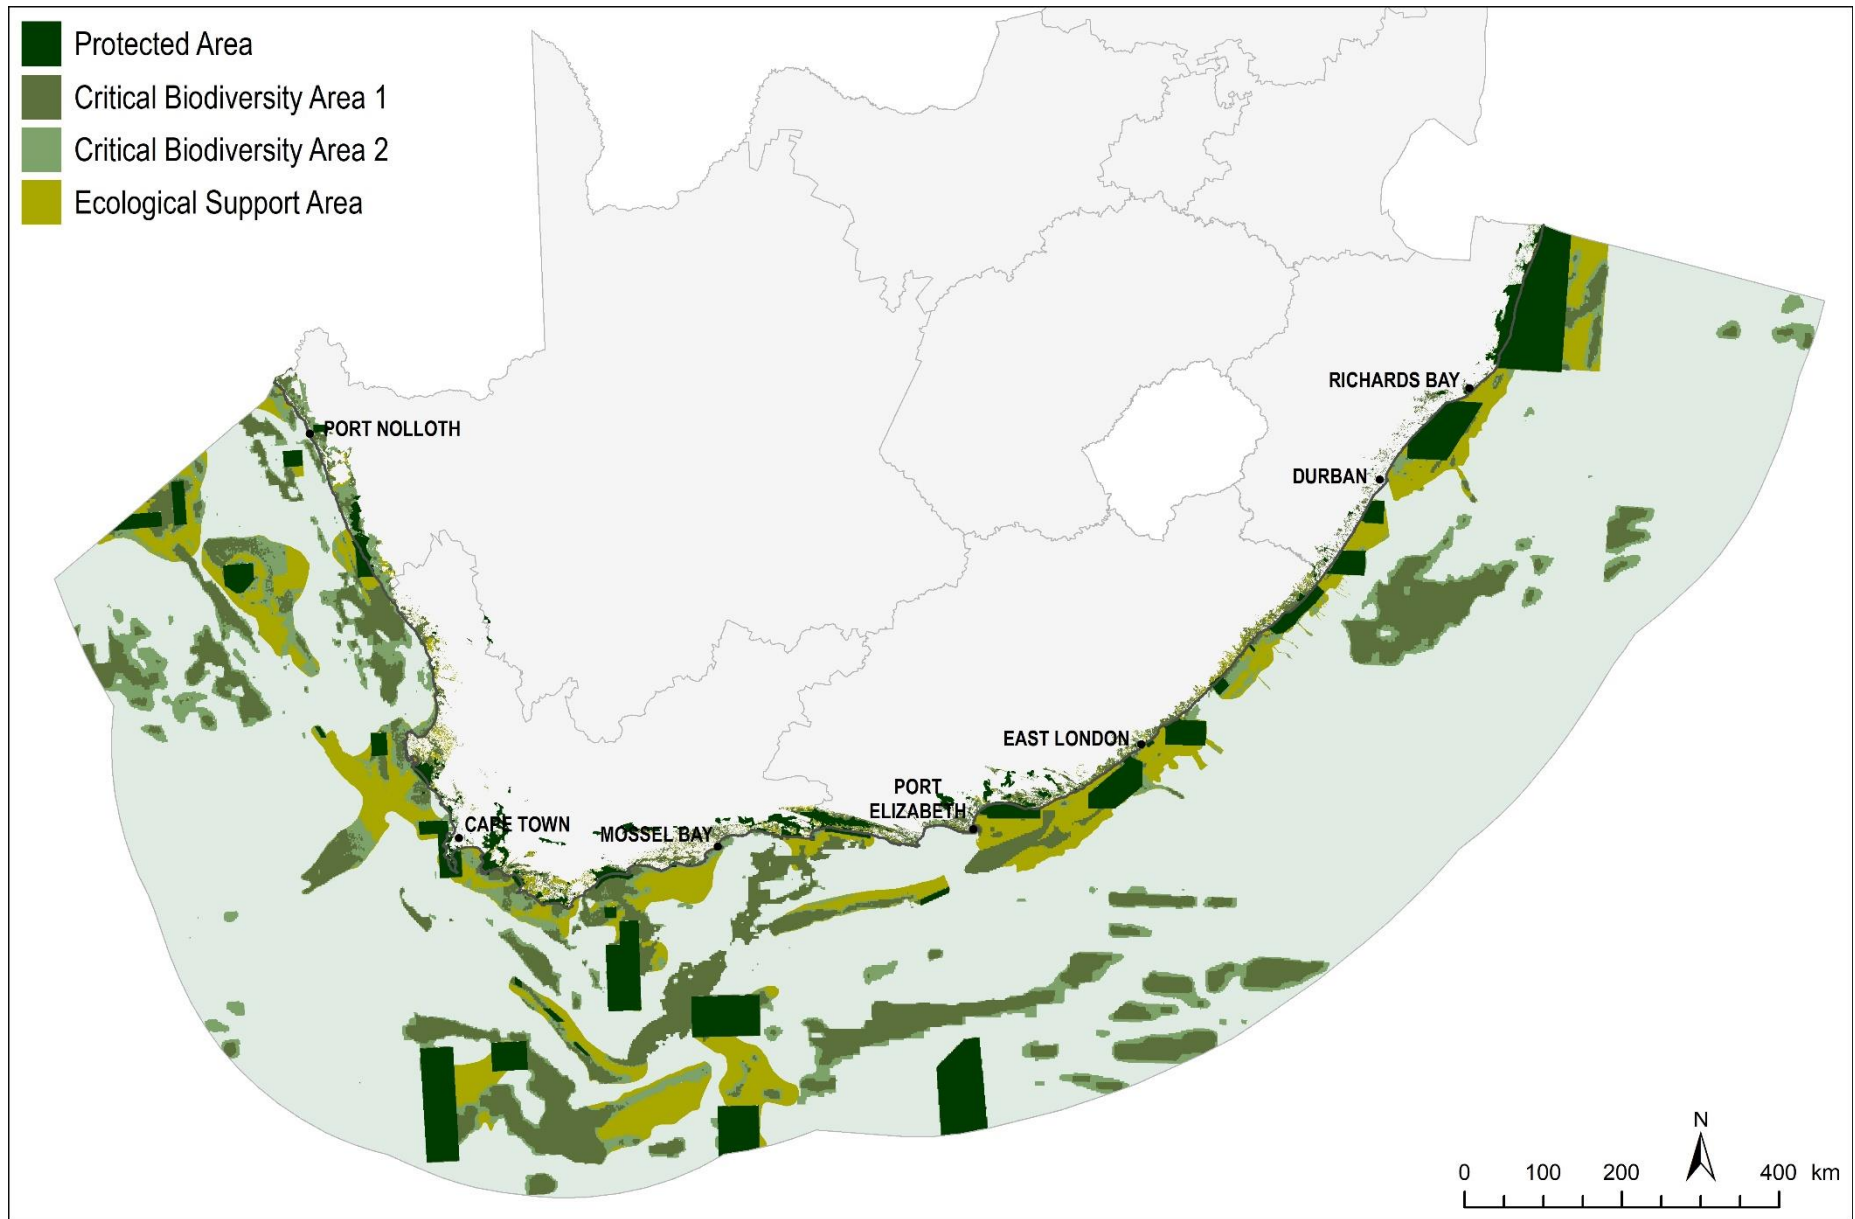 Protected Area
Critical Biodiversity Area 1
Critical Biodiversity Area 2
Ecological Support Area
RICHARDS BAY
PORT NOLLOTH
DURBAN
EAST LONDON
PORT
ELIZABETH
CAPE TOWN
MOSSEL BAY
N
0 100 200 400 km